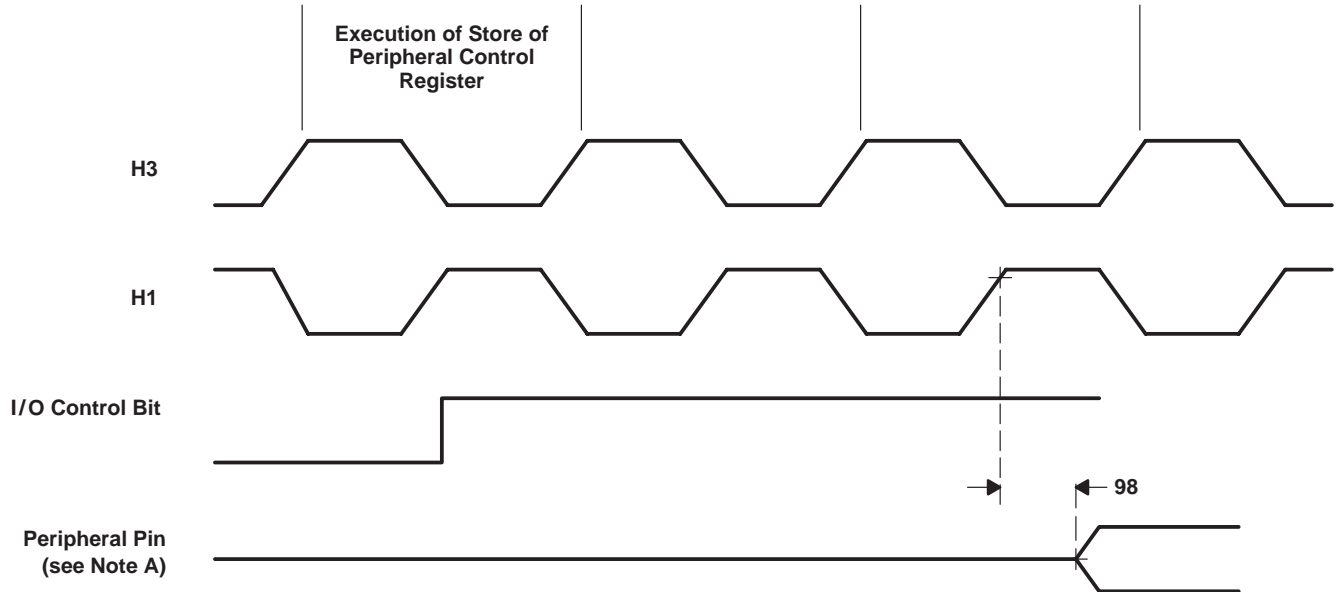 Execution of Store of
Peripheral Control
Register
H3
H1
I/O Control Bit
98
Peripheral Pin
(see Note A)